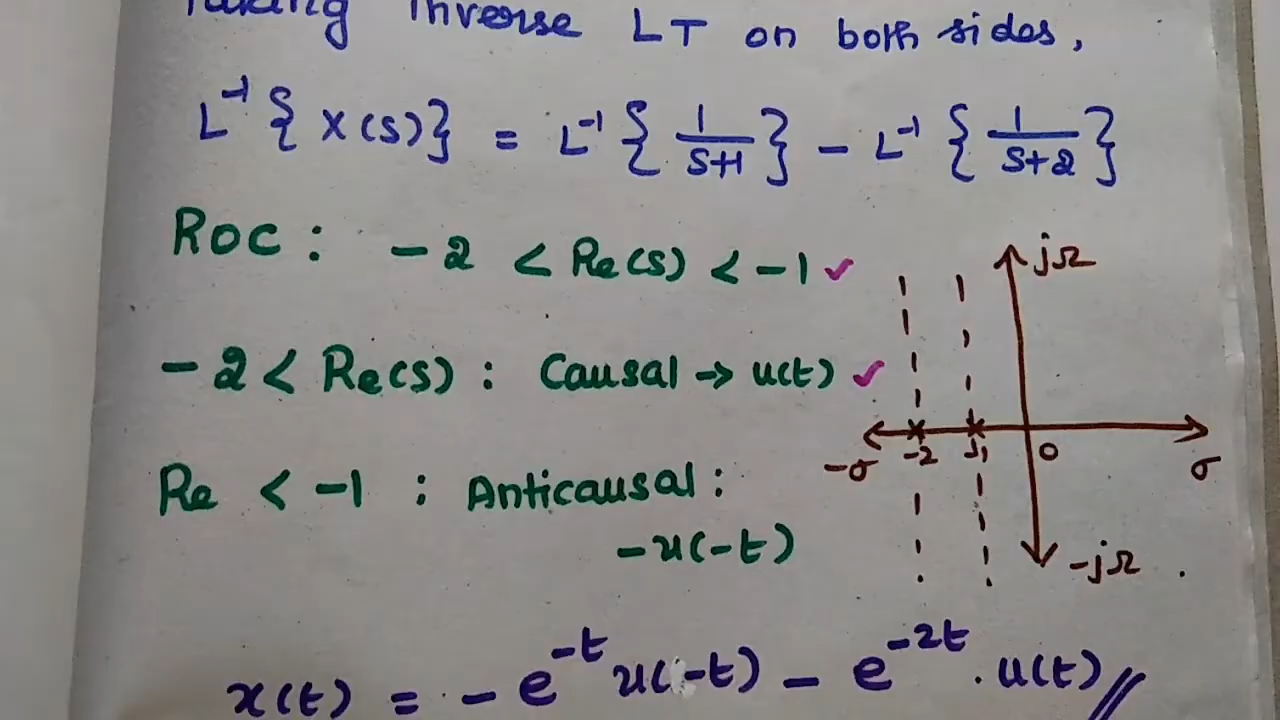 Taking Inverse LT on both sides,
L⁻¹ { X(s)} = L⁻¹ { 1/(s+1) } - L⁻¹ { 1/(s+2) }
ROC : -2 < Re(s) < -1 ✓
-2 < Re(s) : Causal → u(t) ✓
Re < -1 : Anticausal :
-u(-t)
jΩ
-σ -2 -1 0 σ
-jΩ
x(t) = - e^{-t} u(-t) - e^{-2t} . u(t) //